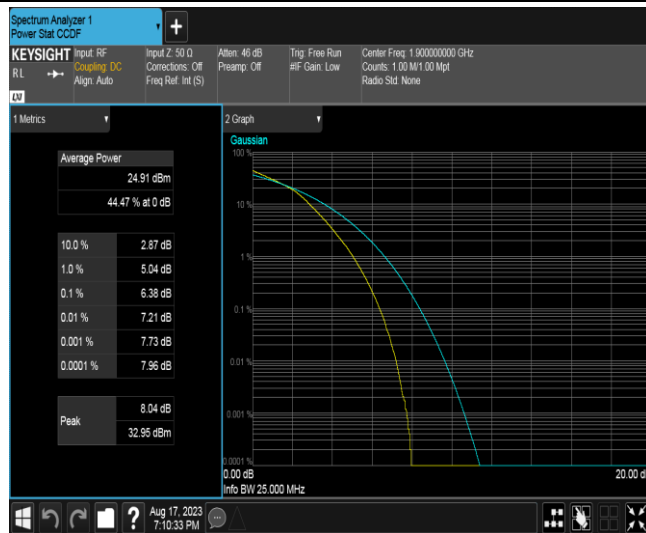 Spectrum Analyzer 1
Power Stat CCDF
+
KEYSIGHT
RL
Input: RF
Coupling: DC
Align: Auto
Input Z: 50 Ω
Corrections: Off
Freq Ref: Int (S)
Atten: 46 dB
Preamp: Off
Trig: Free Run
#IF Gain: Low
Center Freq: 1.900000000 GHz
Counts: 1.00 M/1.00 Mpt
Radio Std: None
1 Metrics
Average Power
24.91 dBm
44.47 % at 0 dB
10.0 % 2.87 dB
1.0 % 5.04 dB
0.1 % 6.38 dB
0.01 % 7.21 dB
0.001 % 7.73 dB
0.0001 % 7.96 dB
Peak
8.04 dB
32.95 dBm
2 Graph
Gaussian
100 %
10 %
1 %
0.1 %
0.01 %
0.001 %
0.0001 %
0.00 dB
20.00 d
Info BW 25.000 MHz
?
Aug 17, 2023
7:10:33 PM